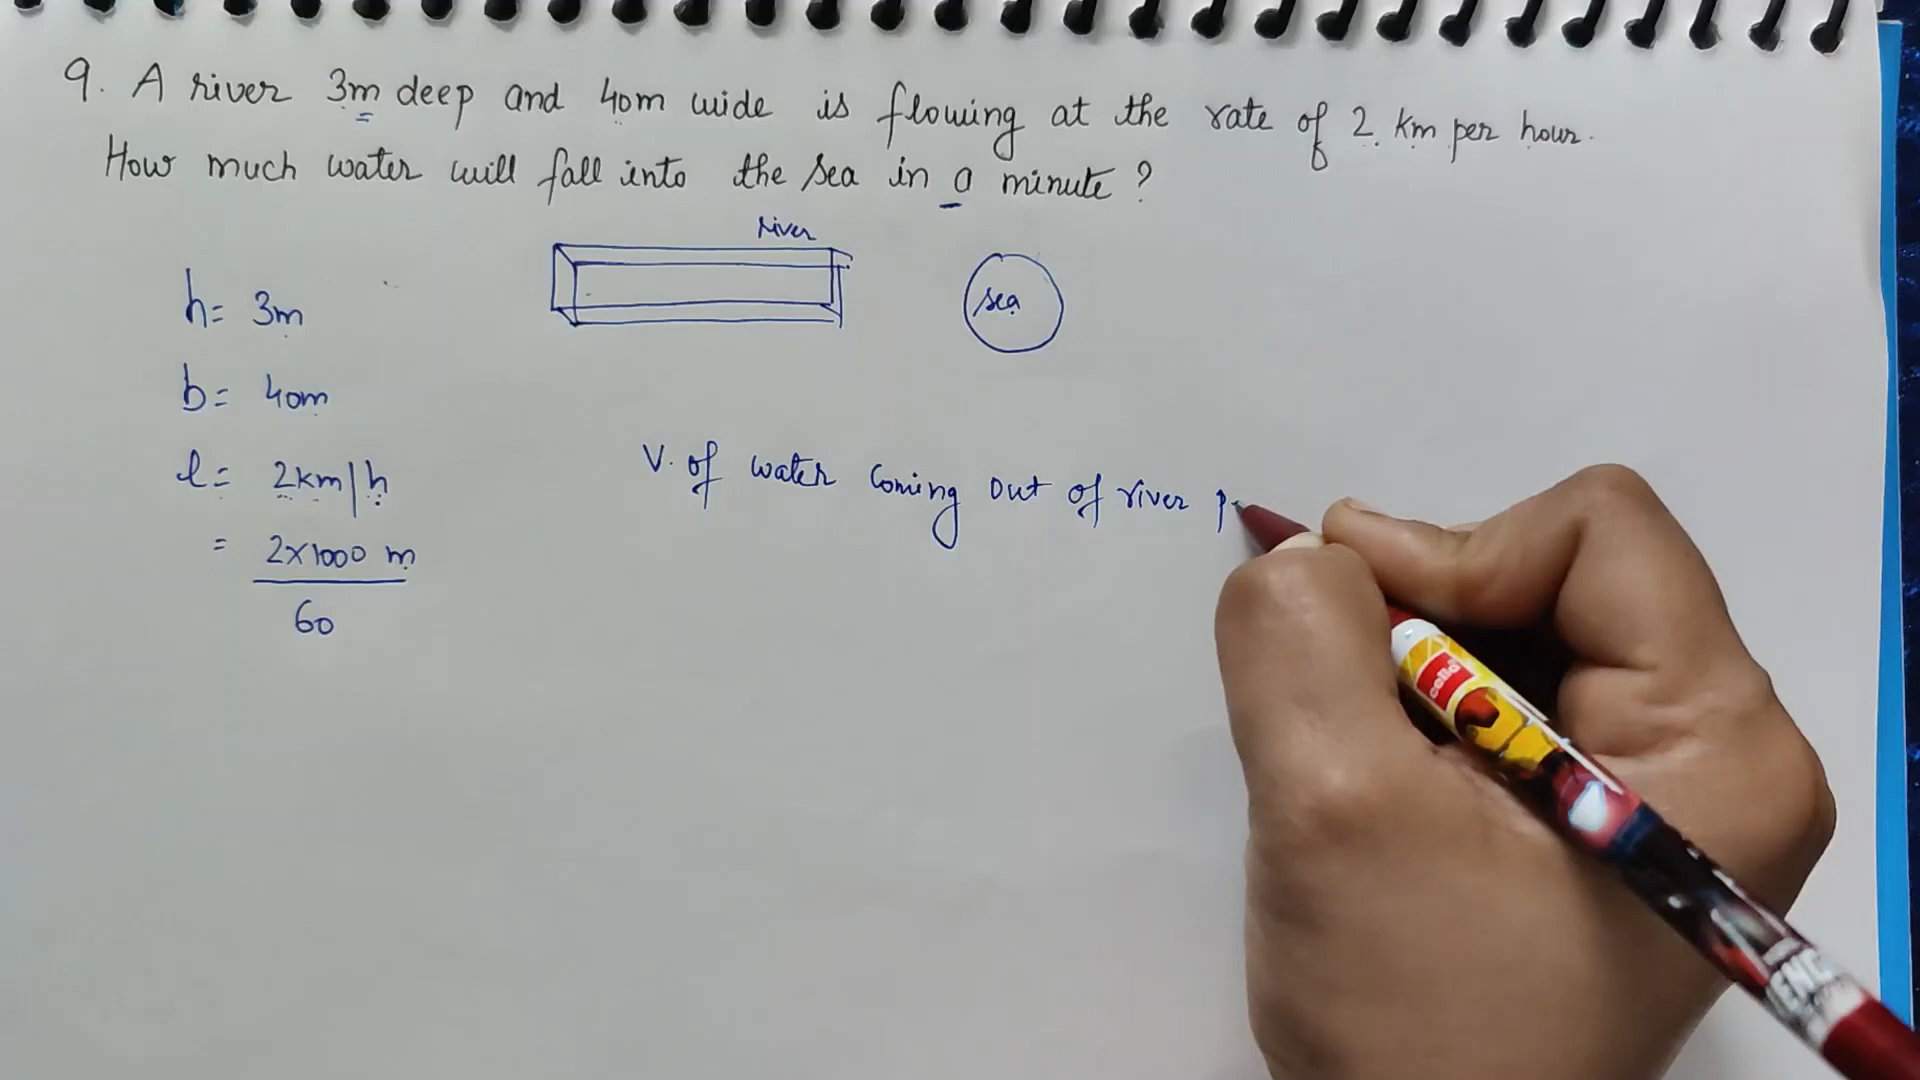 9. A river 3m deep and 40m wide is flowing at the rate of 2 km per hour.
How much water will fall into the sea in a minute ?
river
sea
h= 3m
b= 40m
l= 2km|h
= 2x1000 m
60
V. of water coming out of river
cello